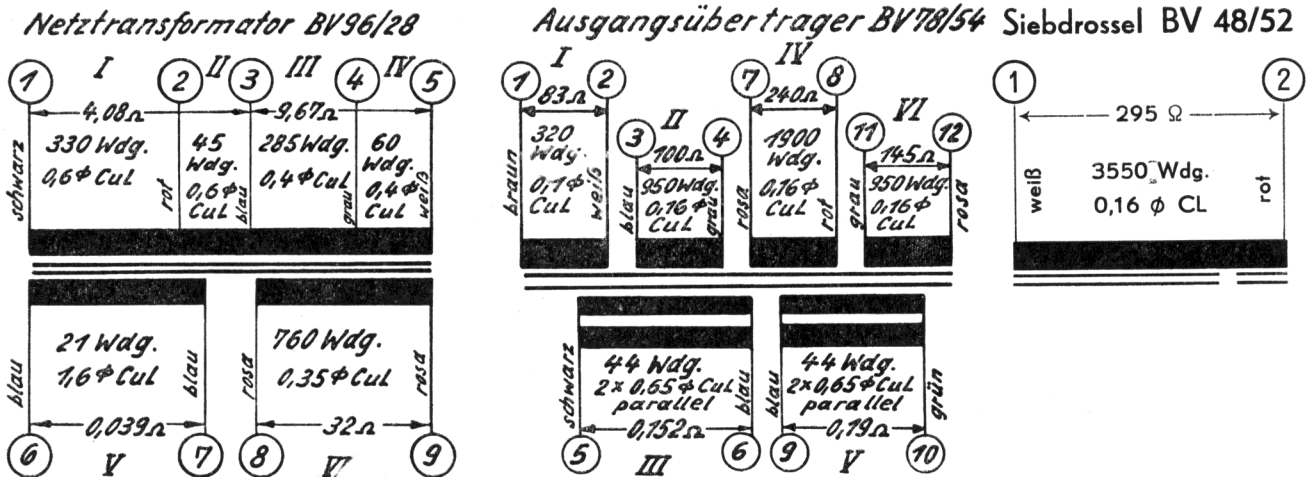 Netztransformator BV96/28
1 I 2 II 3 III 4 IV 5
4,08Ω 9,67Ω
schwarz
330 Wdg.
0,6 ϕ CuL
rot
45
Wdg.
0,6 ϕ
CuL
blau
285 Wdg.
0,4 ϕ CuL
grau
60
Wdg.
0,4 ϕ
CuL
weiß
blau
21 Wdg.
1,6 ϕ CuL
blau
0,039Ω
6 V 7
rosa
760 Wdg.
0,35 ϕ CuL
rosa
32Ω
8 VI 9
Ausgangsübertrager BV78/54
1 I 2
83Ω
braun
320
Wdg.
0,1 ϕ
CuL
weiß
3 II 4
100Ω
blau
950 Wdg.
0,16 ϕ
CuL
grau
7 IV 8
240Ω
rosa
1900
Wdg.
0,16 ϕ
CuL
rot
11 VI 12
145Ω
grau
950 Wdg.
0,16 ϕ
CuL
rosa
schwarz
44 Wdg.
2 x 0,65 ϕ CuL
parallel
blau
0,152Ω
5 III 6
blau
44 Wdg.
2 x 0,65 ϕ CuL
parallel
grün
0,19Ω
9 V 10
Siebdrossel BV 48/52
1 2
295 Ω
weiß
3550 Wdg.
0,16 ϕ CL
rot